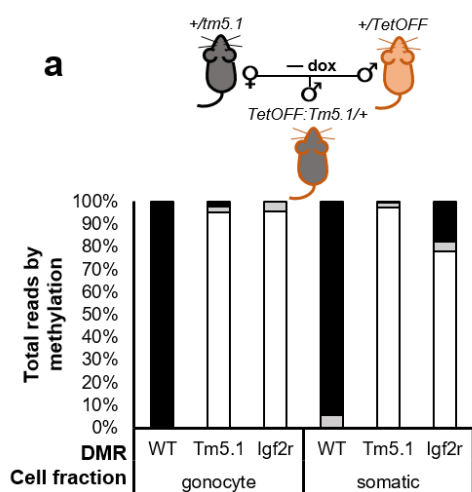 a
+/tm5.1
+/TetOFF
— dox
♀ ♂
♂
TetOFF:Tm5.1/+
Total reads by methylation
100%
90%
80%
70%
60%
50%
40%
30%
20%
10%
0%
DMR WT Tm5.1 Igf2r WT Tm5.1 Igf2r
Cell fraction gonocyte somatic